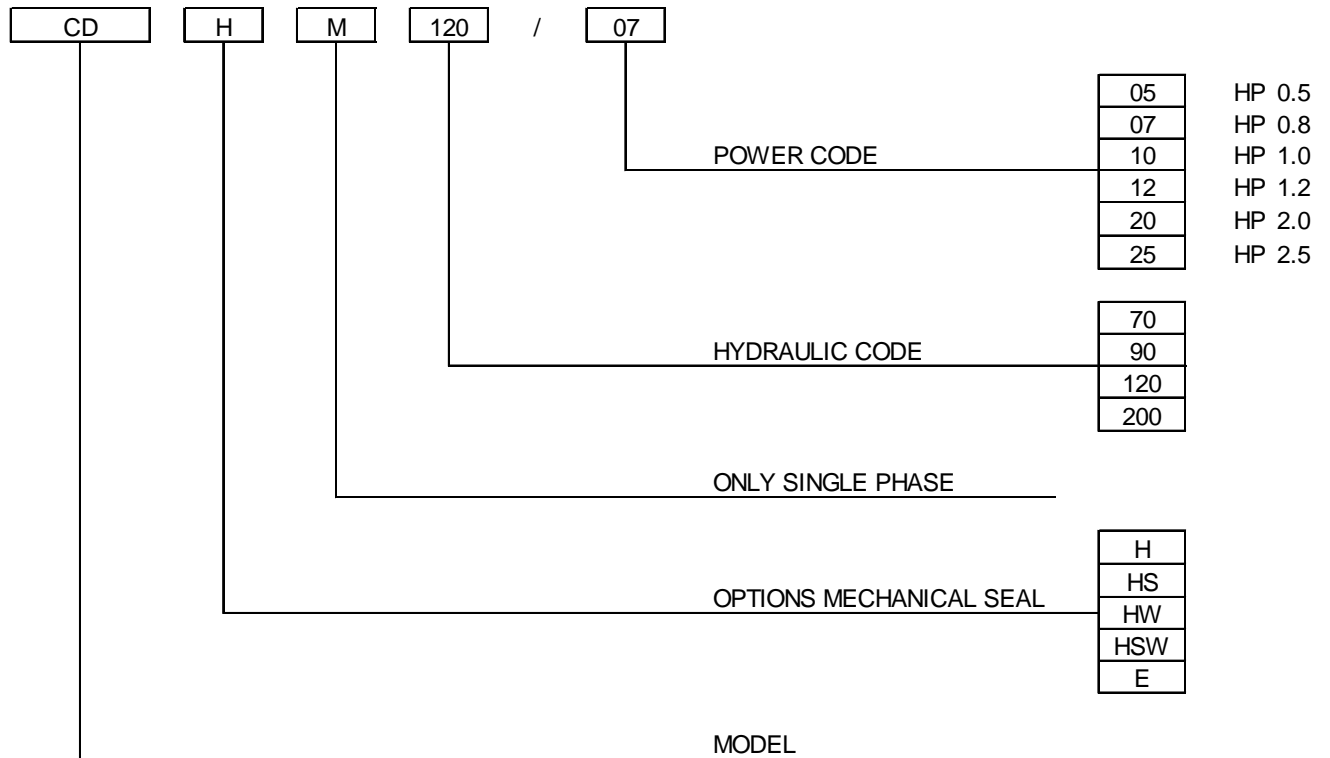 CD H M 120 / 07
05 HP 0.5
07 HP 0.8
POWER CODE 10 HP 1.0
12 HP 1.2
20 HP 2.0
25 HP 2.5
70
HYDRAULIC CODE 90
120
200
ONLY SINGLE PHASE
H
HS
OPTIONS MECHANICAL SEAL
HW
HSW
E
MODEL